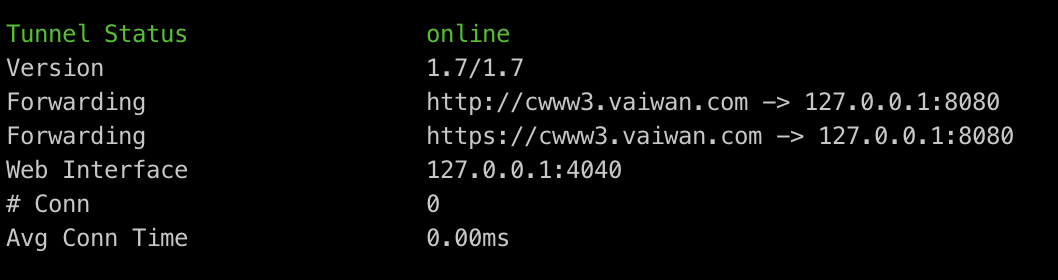 Tunnel Status online
Version 1.7/1.7
Forwarding http://cwww3.vaiwan.com -> 127.0.0.1:8080
Forwarding https://cwww3.vaiwan.com -> 127.0.0.1:8080
Web Interface 127.0.0.1:4040
# Conn 0
Avg Conn Time 0.00ms